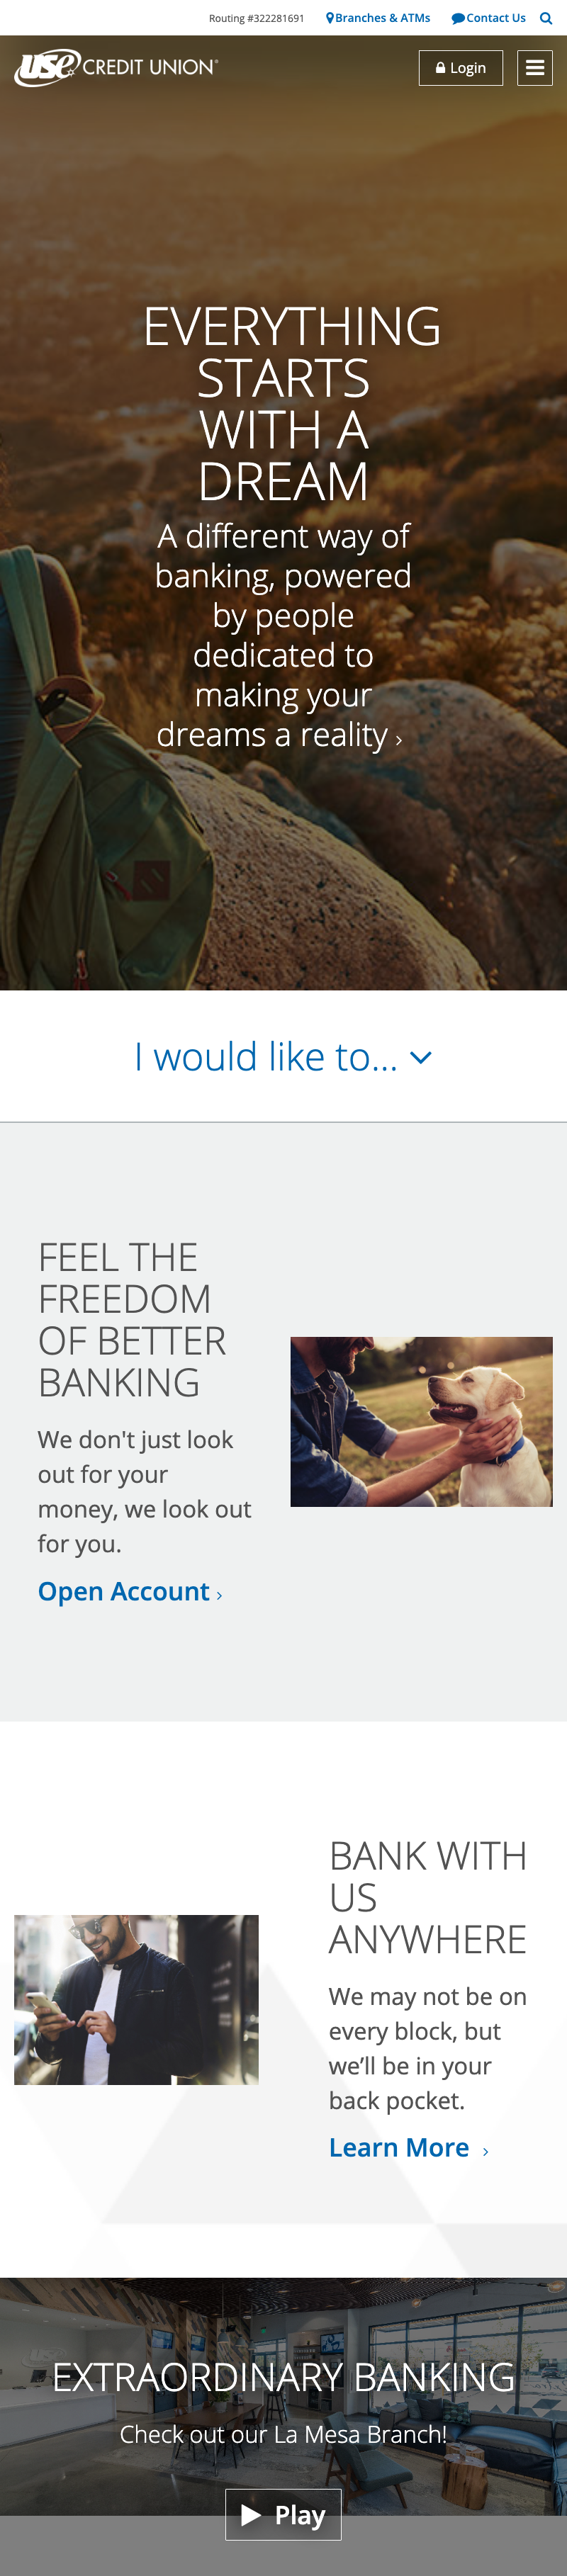 Routing #322281691
Branches & ATMs
Contact Us
USE CREDIT UNION®
Login
EVERYTHING
STARTS
WITH A
DREAM
A different way of
banking, powered
by people
dedicated to
making your
dreams a reality ›
I would like to...
FEEL THE
FREEDOM
OF BETTER
BANKING
We don't just look
out for your
money, we look out
for you.
Open Account ›
BANK WITH
US
ANYWHERE
We may not be on
every block, but
we’ll be in your
back pocket.
Learn More ›
EXTRAORDINARY BANKING
Check out our La Mesa Branch!
Play